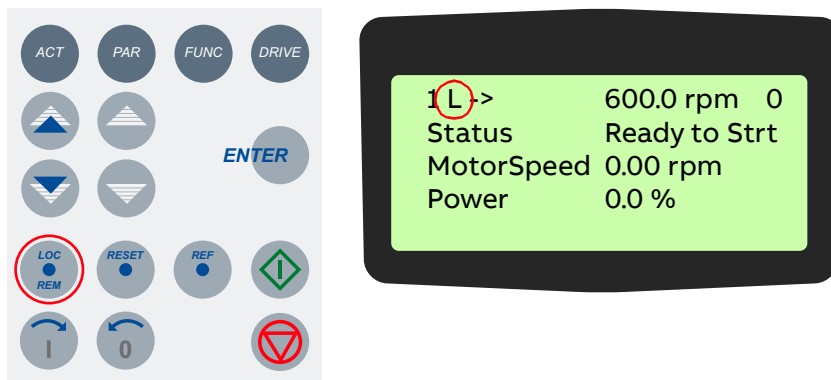 ACT PAR FUNC DRIVE
ENTER
LOC RESET REF
REM
I 0
1 L -> 600.0 rpm 0
Status Ready to Strt
MotorSpeed 0.00 rpm
Power 0.0 %